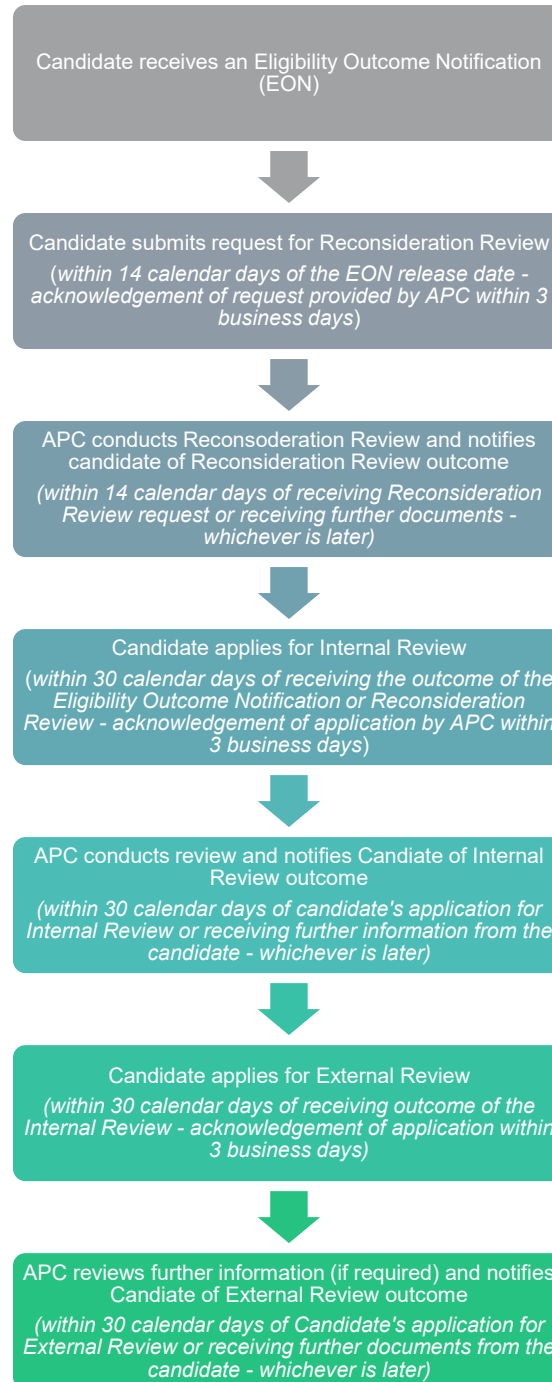 Candidate receives an Eligibility Outcome Notification
(EON)
Candidate submits request for Reconsideration Review
(within 14 calendar days of the EON release date -
acknowledgement of request provided by APC within 3
business days)
APC conducts Reconsoderation Review and notifies
candidate of Reconsideration Review outcome
(within 14 calendar days of receiving Reconsideration
Review request or receiving further documents -
whichever is later)
Candidate applies for Internal Review
(within 30 calendar days of receiving the outcome of the
Eligibility Outcome Notification or Reconsideration
Review - acknowledgement of application by APC within
3 business days)
APC conducts review and notifies Candiate of Internal
Review outcome
(within 30 calendar days of candidate's application for
Internal Review or receiving further information from the
candidate - whichever is later)
Candidate applies for External Review
(within 30 calendar days of receiving outcome of the
Internal Review - acknowledgement of application within
3 business days)
APC reviews further information (if required) and notifies
Candiate of External Review outcome
(within 30 calendar days of Candidate's application for
External Review or receiving further documents from the
candidate - whichever is later)